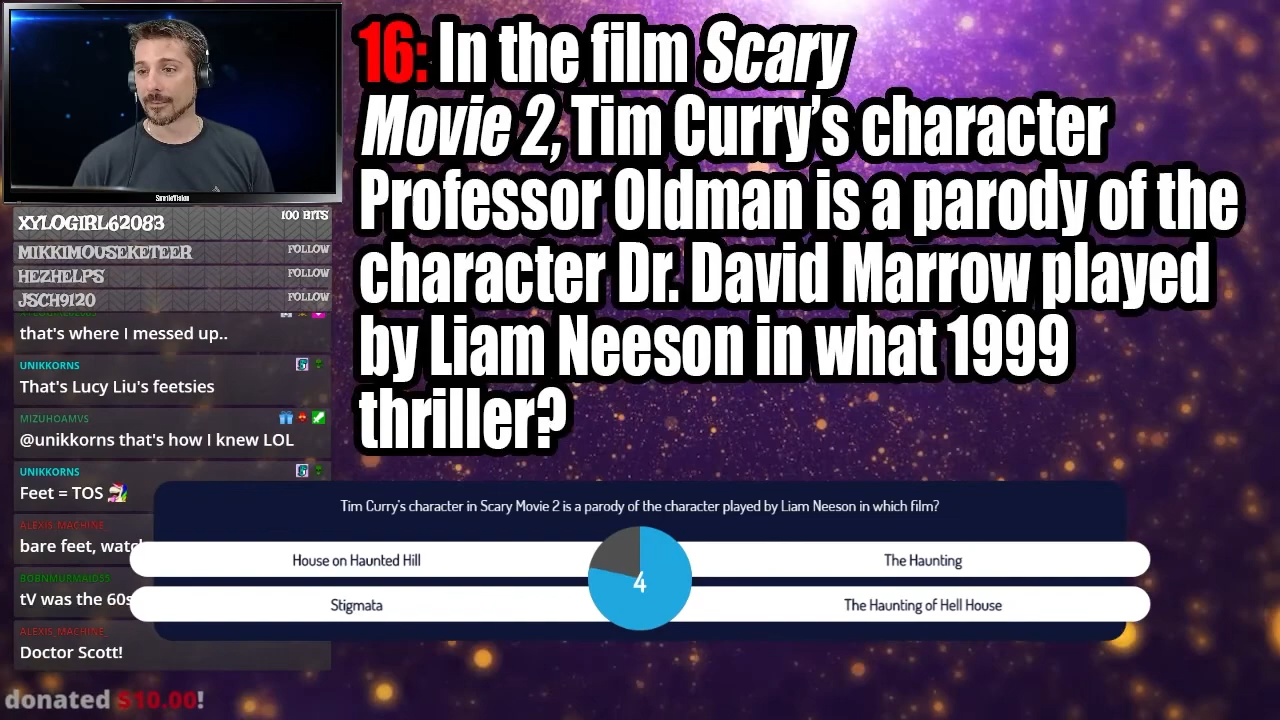 16: In the film Scary
Movie 2, Tim Curry's character
Professor Oldman is a parody of the
character Dr. David Marrow played
by Liam Neeson in what 1999
thriller?
XYLOGIRL62083 100 BITS
MIKKIMOUSEKETEER FOLLOW
HEZHELPS FOLLOW
JSCH9120 FOLLOW
that's where I messed up..
UNIKKORNS
That's Lucy Liu's feetsies
MIZUHOAMVS
@unikkorns that's how I knew LOL
UNIKKORNS
Feet = TOS
ALEXIS_MACHINE
bare feet, watc
BOBNMURMAIDSS
tV was the 60s
ALEXIS_MACHINE
Doctor Scott!
Tim Curry's character in Scary Movie 2 is a parody of the character played by Liam Neeson in which film?
House on Haunted Hill
The Haunting
4
Stigmata
The Haunting of Hell House
donated $10.00!